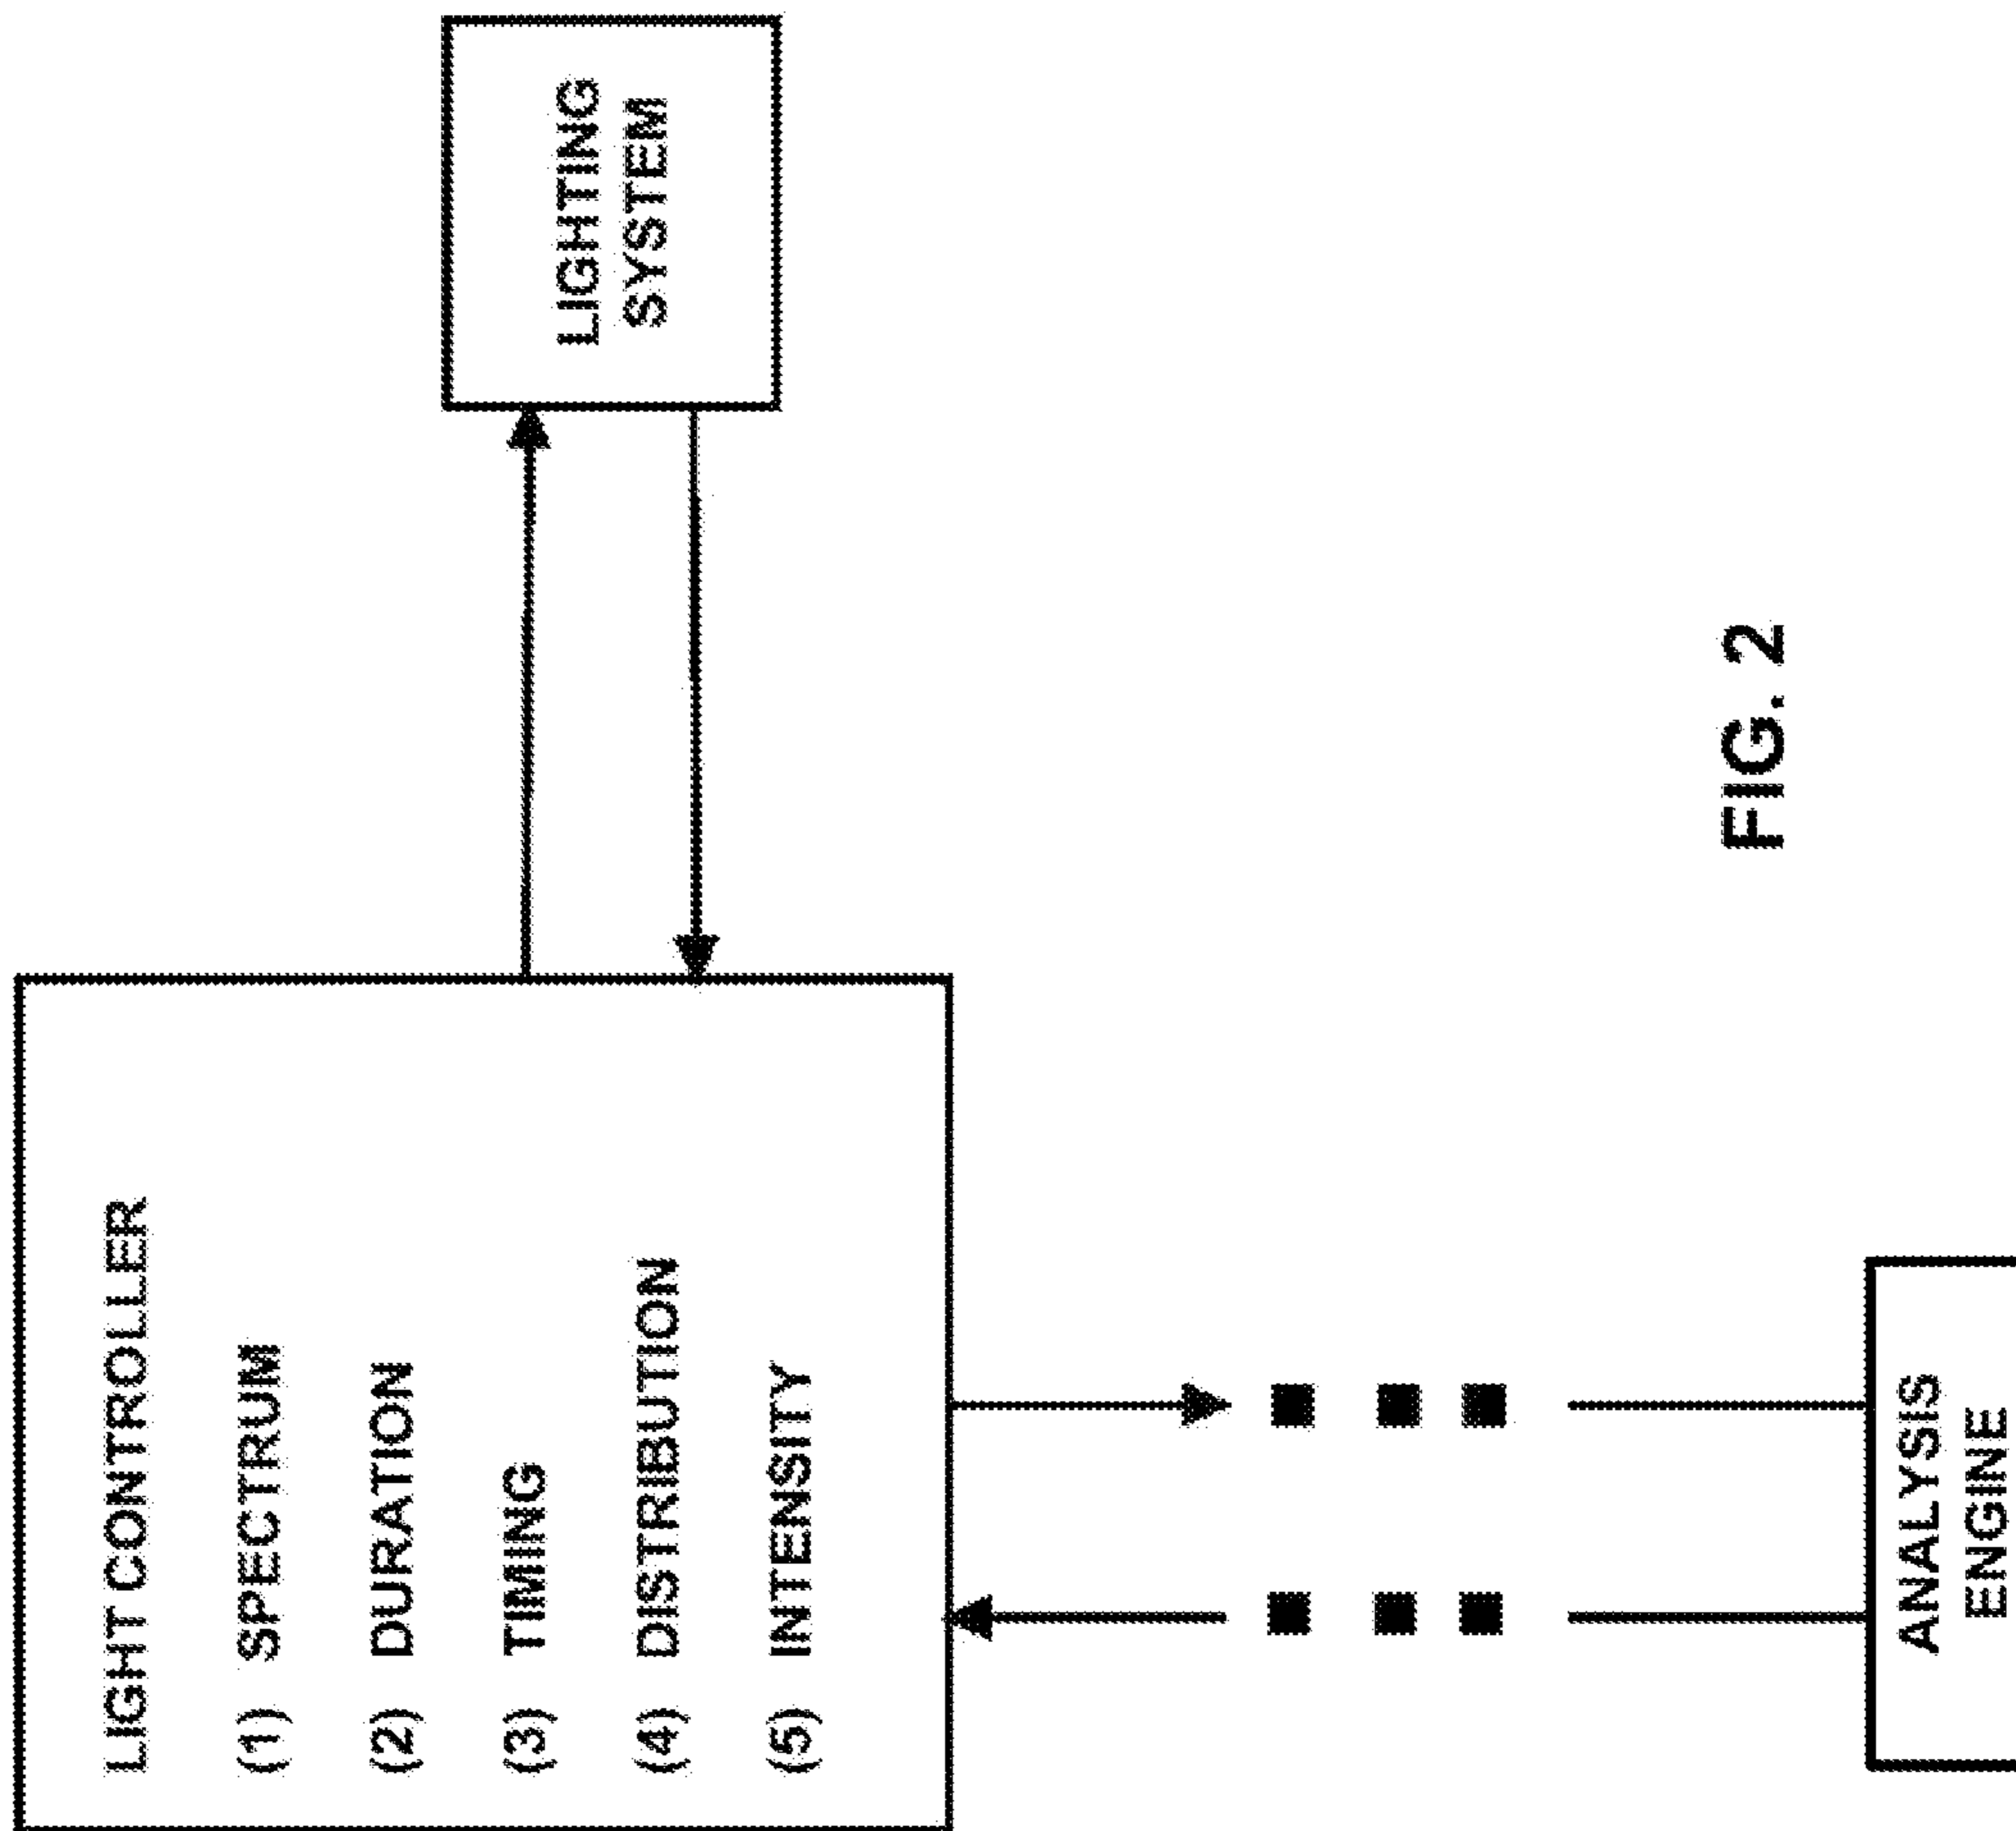 LIGHT CONTROLLER
(1) SPECTRUM
(2) DURATION
(3) TIMING
(4) DISTRIBUTION
(5) INTENSITY
LIGHTING
SYSTEM
ANALYSIS
ENGINE
FIG. 2